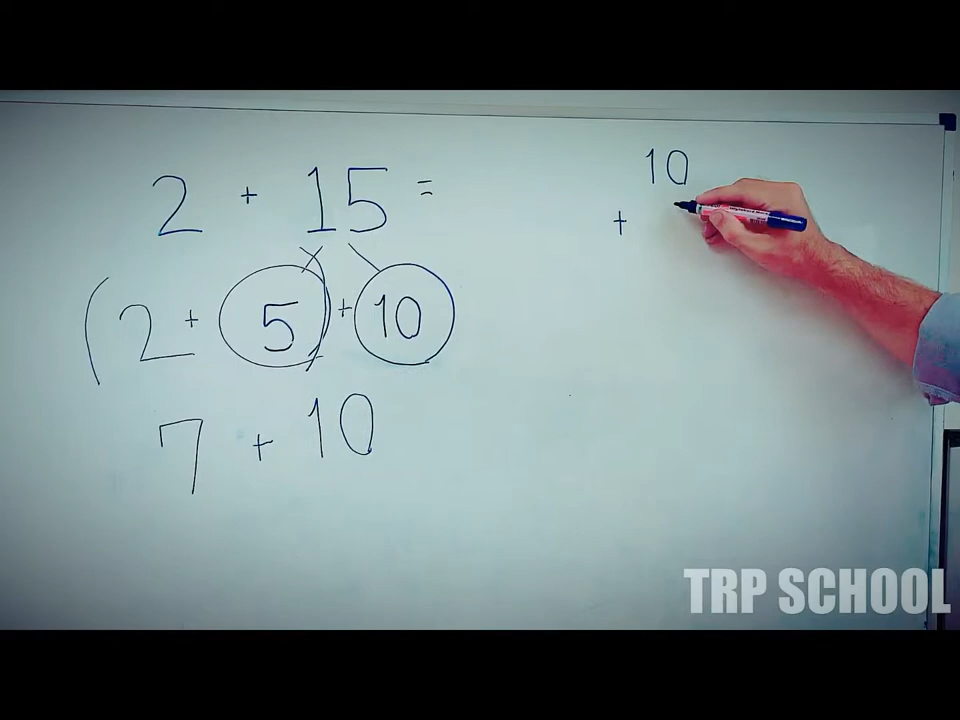 2 + 15 =
(2 + 5) + 10
7 + 10
10
+
TRP SCHOOL